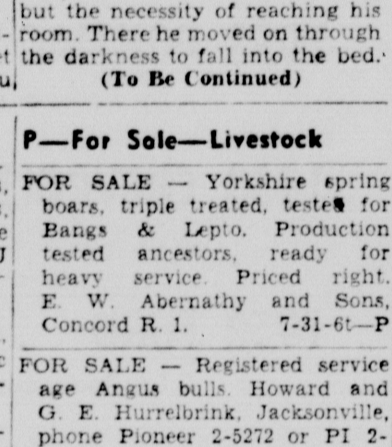 but the necessity of reaching his
room. There he moved on through
the darkness to fall into the bed.
(To Be Continued)
P—For Sale—Livestock
FOR SALE — Yorkshire spring
boars, triple treated, tested for
Bangs & Lepto. Production
tested ancestors, ready for
heavy service. Priced right.
E. W. Abernathy and Sons,
Concord R. 1. 7-31-6t—P
FOR SALE — Registered service
age Angus bulls. Howard and
G. E. Hurrelbrink, Jacksonville,
phone Pioneer 2-5272 or PI 2-